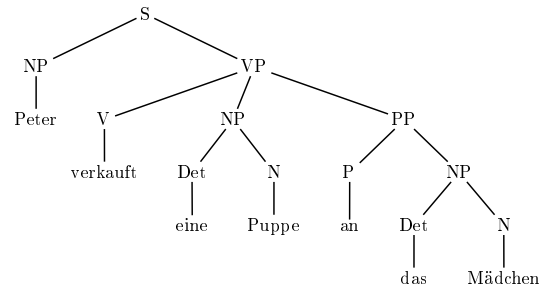 S
NP VP
Peter V NP PP
verkauft Det N P NP
eine Puppe an Det N
das Mädchen